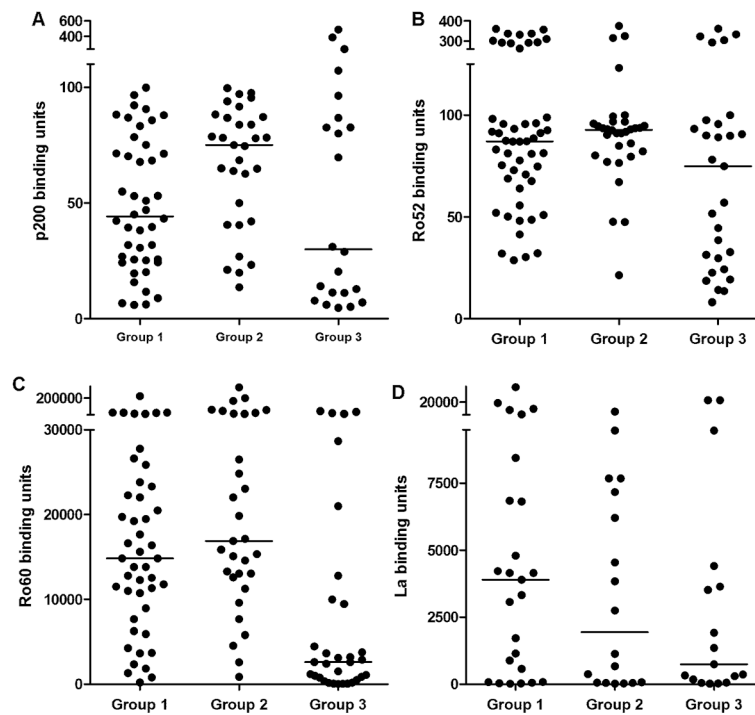 A
p200 binding units
600
400
100
50
0
Group 1 Group 2 Group 3
B
Ro52 binding units
400
300
100
50
0
Group 1 Group 2 Group 3
C
Ro60 binding units
200000
30000
20000
10000
0
Group 1 Group 2 Group 3
D
La binding units
20000
7500
5000
2500
0
Group 1 Group 2 Group 3